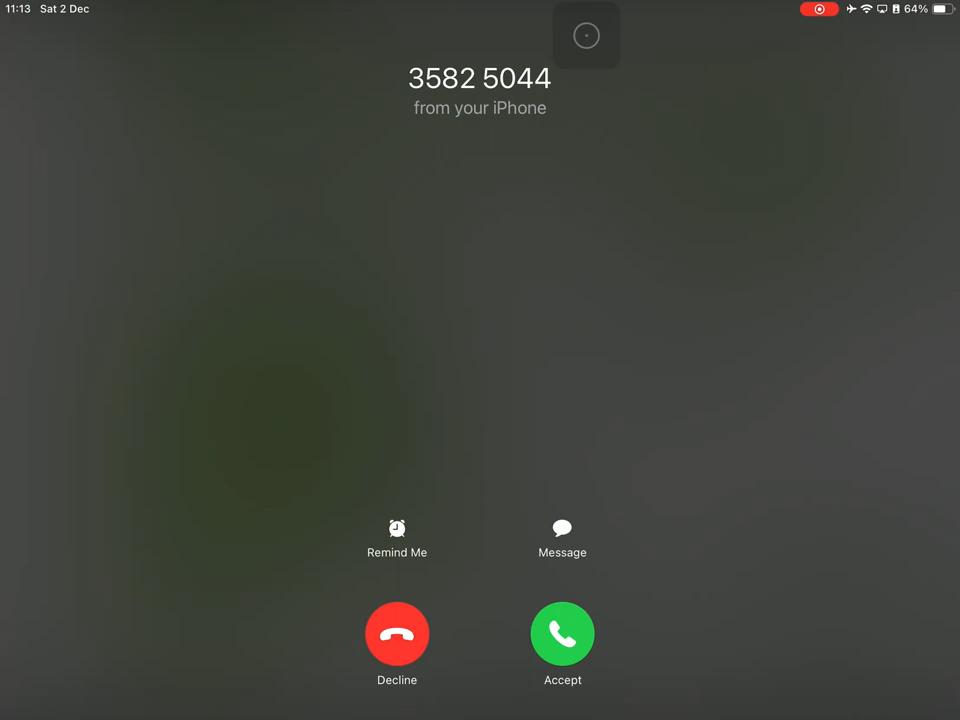 11:13 Sat 2 Dec
64%
3582 5044
from your iPhone
Remind Me
Message
Decline
Accept